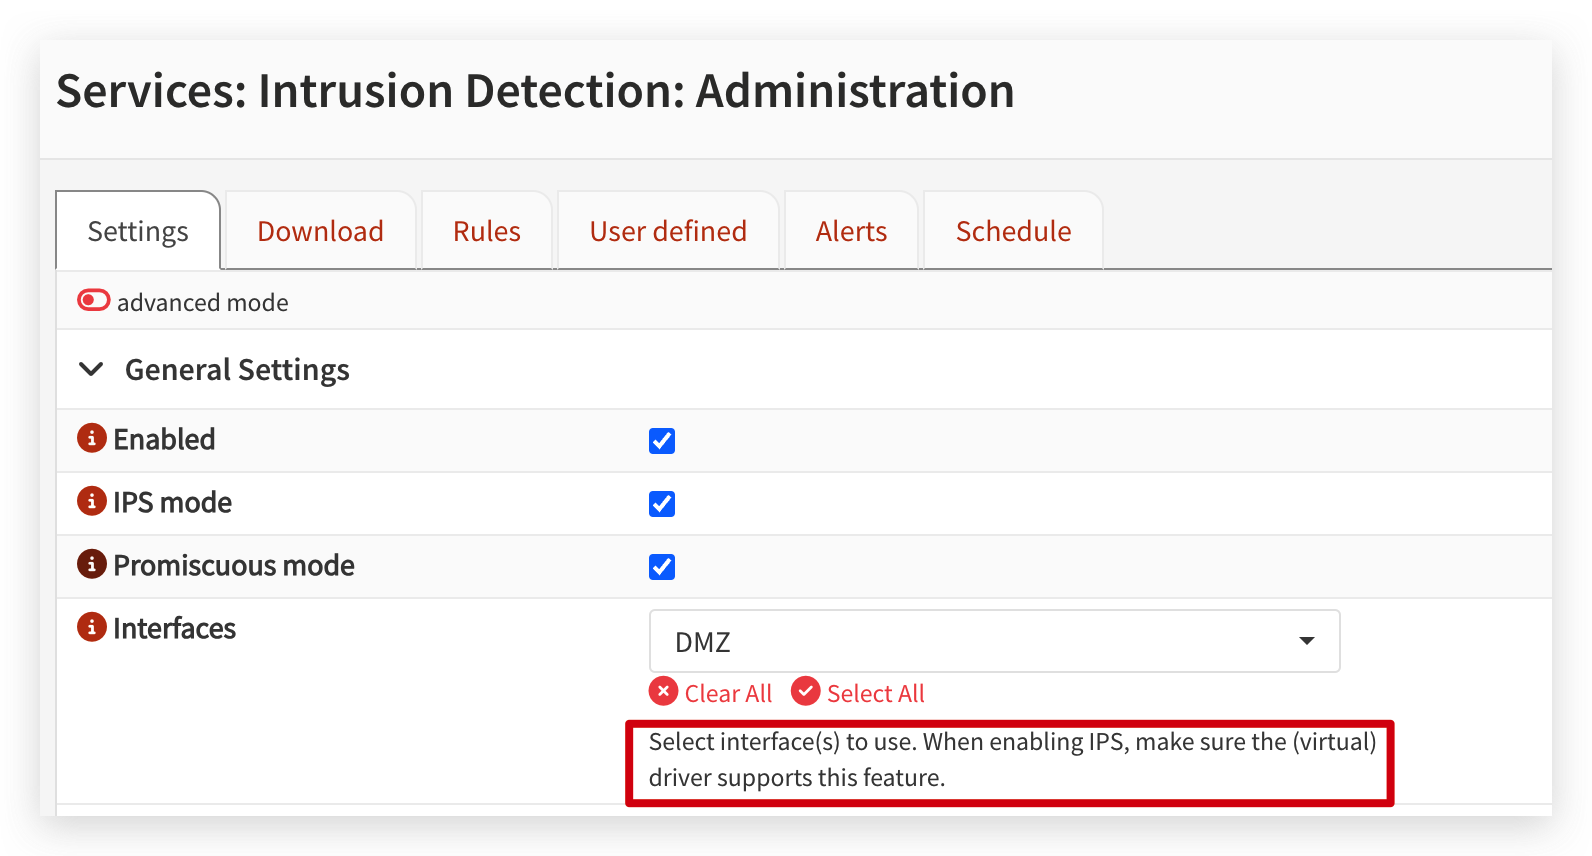 Services: Intrusion Detection: Administration
Settings Download Rules User defined Alerts Schedule
advanced mode
General Settings
Enabled
IPS mode
Promiscuous mode
Interfaces
DMZ
Clear All Select All
Select interface(s) to use. When enabling IPS, make sure the (virtual)
driver supports this feature.